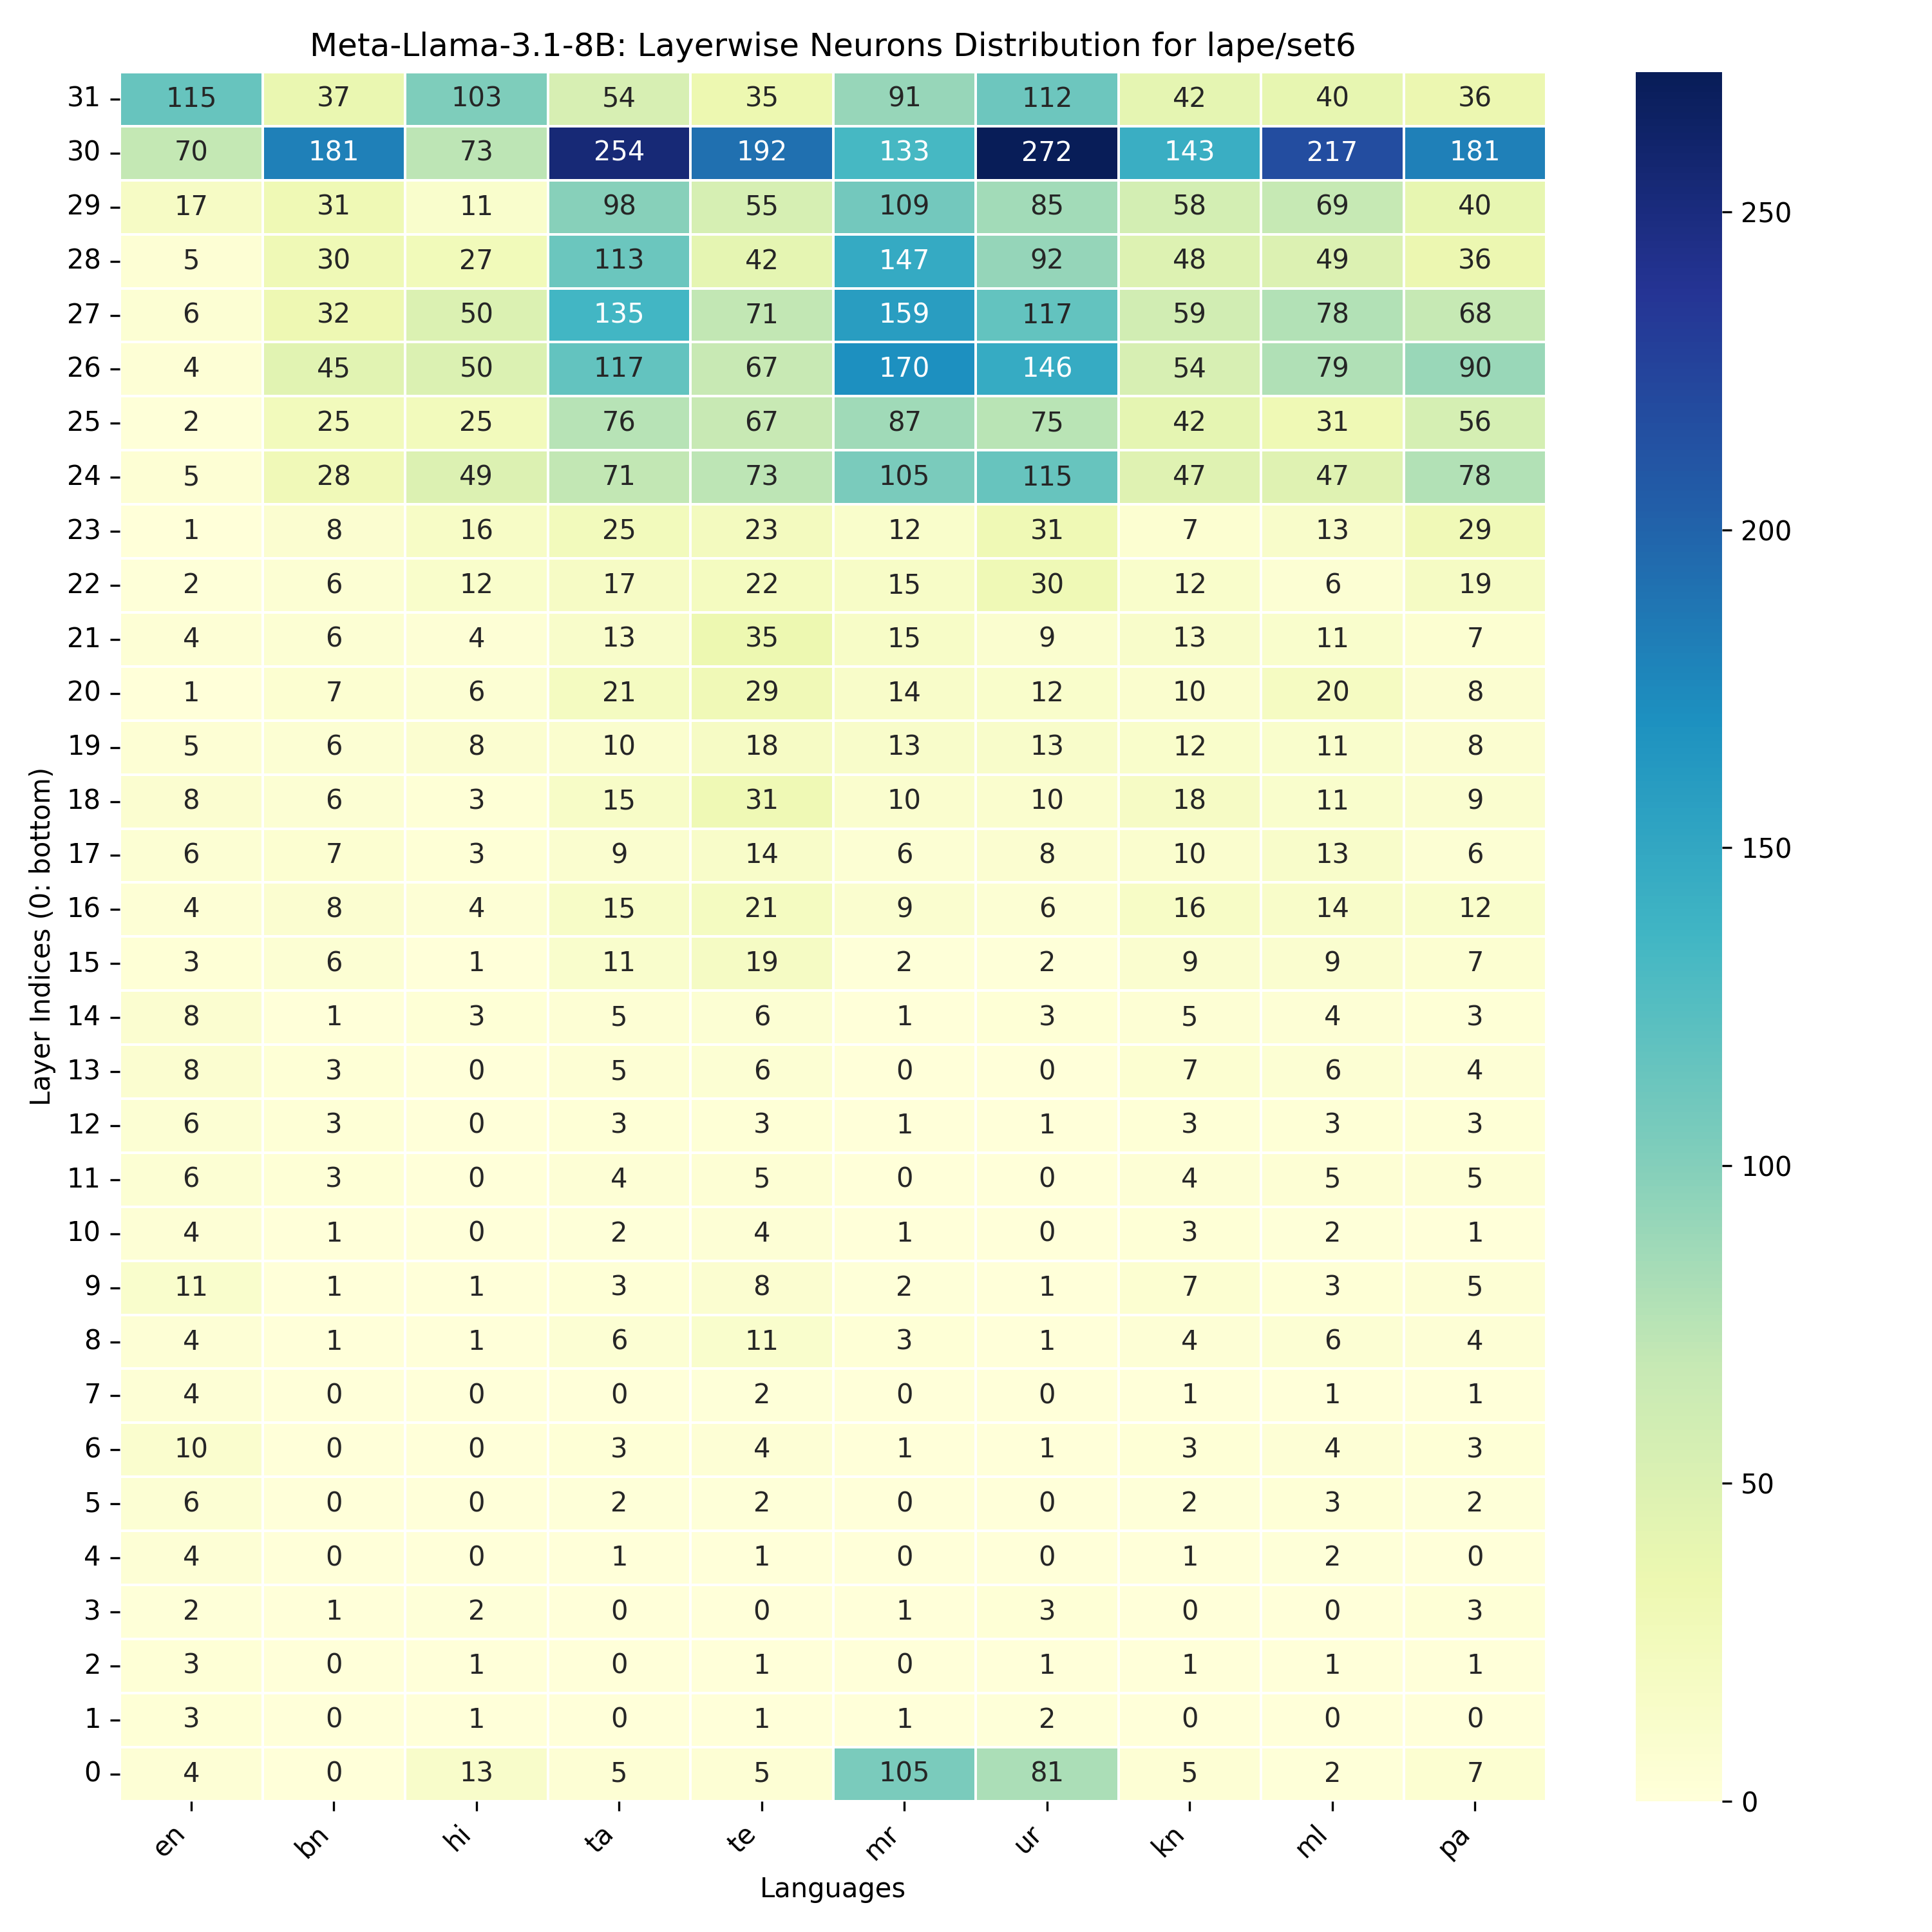 Meta-Llama-3.1-8B: Layerwise Neurons Distribution for lape/set6
31 115 37 103 54 35 91 112 42 40 36
30 70 181 73 254 192 133 272 143 217 181
29 17 31 11 98 55 109 85 58 69 40
28 5 30 27 113 42 147 92 48 49 36
27 6 32 50 135 71 159 117 59 78 68
26 4 45 50 117 67 170 146 54 79 90
25 2 25 25 76 67 87 75 42 31 56
24 5 28 49 71 73 105 115 47 47 78
23 1 8 16 25 23 12 31 7 13 29
22 2 6 12 17 22 15 30 12 6 19
21 4 6 4 13 35 15 9 13 11 7
20 1 7 6 21 29 14 12 10 20 8
19 5 6 8 10 18 13 13 12 11 8
18 8 6 3 15 31 10 10 18 11 9
17 6 7 3 9 14 6 8 10 13 6
16 4 8 4 15 21 9 6 16 14 12
15 3 6 1 11 19 2 2 9 9 7
14 8 1 3 5 6 1 3 5 4 3
13 8 3 0 5 6 0 0 7 6 4
12 6 3 0 3 3 1 1 3 3 3
11 6 3 0 4 5 0 0 4 5 5
10 4 1 0 2 4 1 0 3 2 1
9 11 1 1 3 8 2 1 7 3 5
8 4 1 1 6 11 3 1 4 6 4
7 4 0 0 0 2 0 0 1 1 1
6 10 0 0 3 4 1 1 3 4 3
5 6 0 0 2 2 0 0 2 3 2
4 4 0 0 1 1 0 0 1 2 0
3 2 1 2 0 0 1 3 0 0 3
2 3 0 1 0 1 0 1 1 1 1
1 3 0 1 0 1 1 2 0 0 0
0 4 0 13 5 5 105 81 5 2 7
en bn hi ta te mr ur kn ml pa
Languages
Layer Indices (0: bottom)
250
200
150
100
50
0